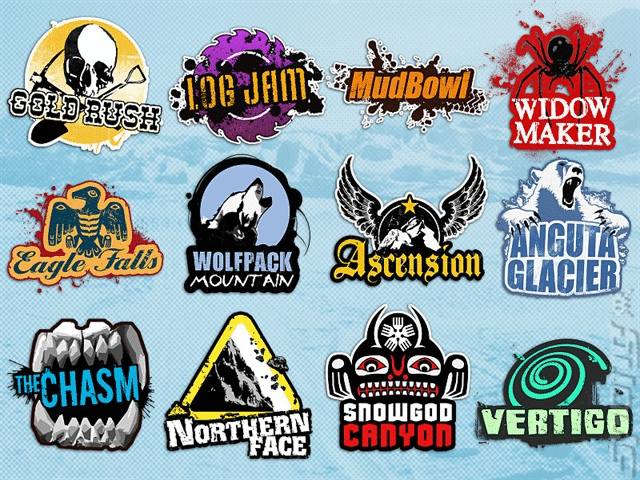 GOLD RUSH
LOG JAM
MudBowl
WIDOW
MAKER
Eagle Falls
WOLFPACK
MOUNTAIN
Ascension
ANGUTA
GLACIER
THE CHASM
NORTHERN
FACE
SNOWGOD
CANYON
VERTIGO